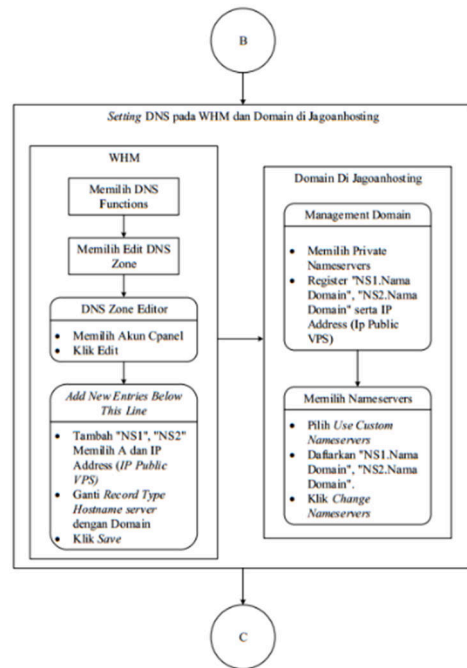 B
Setting DNS pada WHM dan Domain di Jagoanhosting
WHM
Memilih DNS
Functions
Memilih Edit DNS
Zone
DNS Zone Editor
• Memilih Akun Cpanel
• Klik Edit
Add New Entries Below
This Line
• Tambah "NS1", "NS2"
Memilih A dan IP
Address (IP Public
VPS)
• Ganti Record Type
Hostname server
dengan Domain
• Klik Save
Domain Di Jagoanhosting
Management Domain
• Memilih Private
Nameservers
• Register "NS1.Nama
Domain", "NS2.Nama
Domain" serta IP
Address (Ip Public
VPS)
Memilih Nameservers
• Pilih Use Custom
Nameservers
• Daftarkan "NS1.Nama
Domain", "NS2.Nama
Domain".
• Klik Change
Nameservers
C